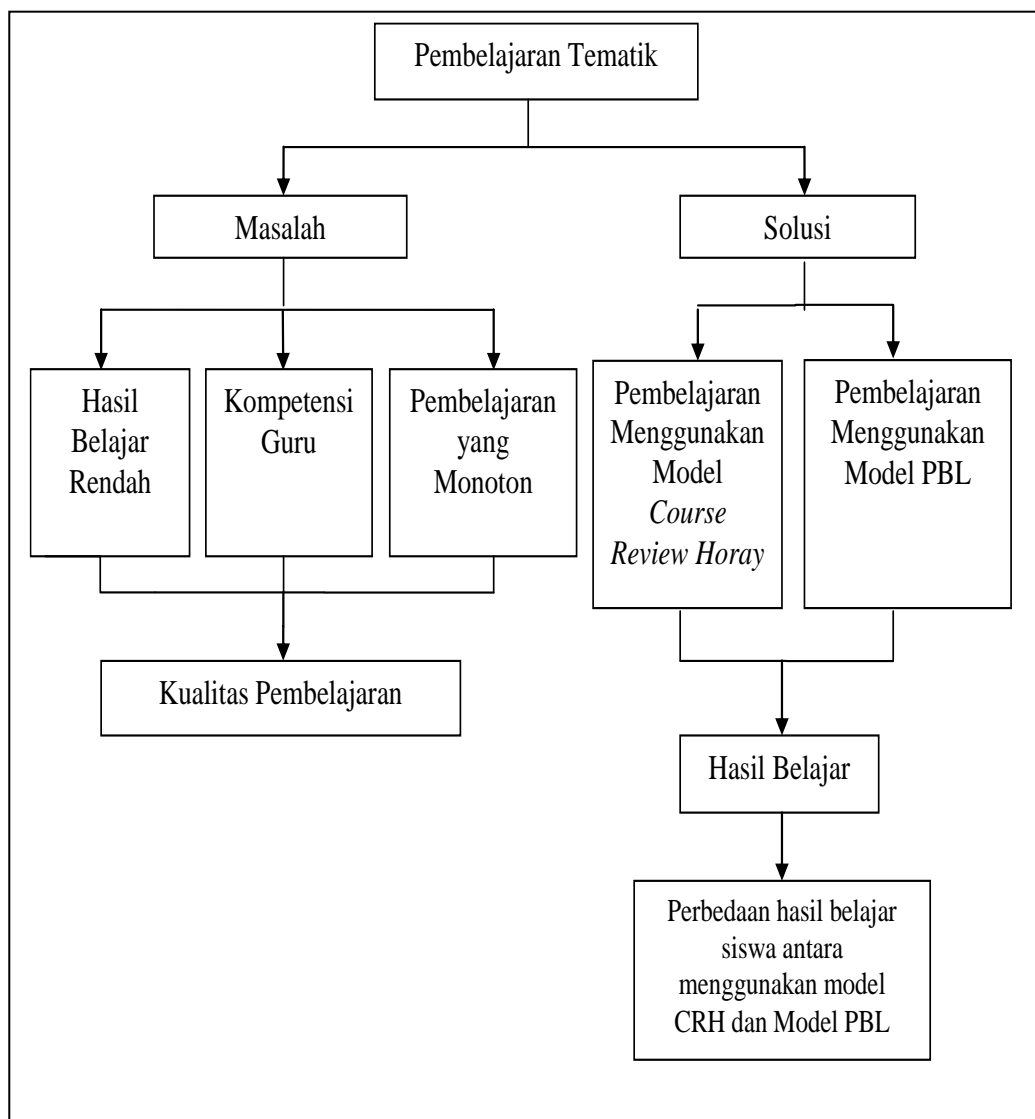 Pembelajaran Tematik
Masalah
Solusi
Hasil
Belajar
Rendah
Kompetensi
Guru
Pembelajaran
yang
Monoton
Pembelajaran
Menggunakan
Model
Course
Review Horay
Pembelajaran
Menggunakan
Model PBL
Kualitas Pembelajaran
Hasil Belajar
Perbedaan hasil belajar
siswa antara
menggunakan model
CRH dan Model PBL